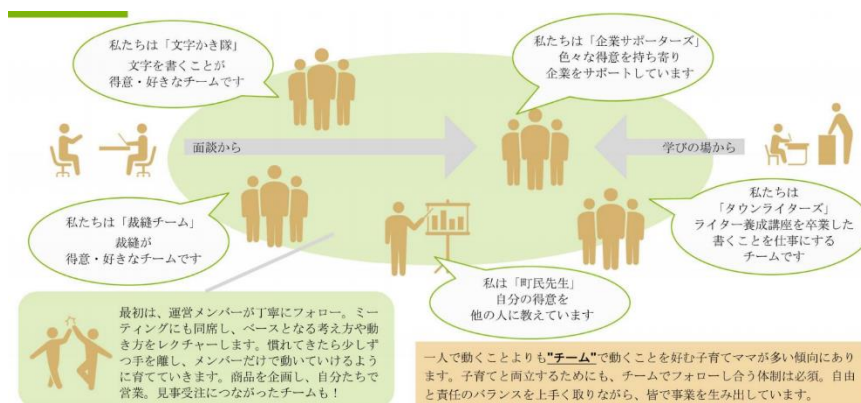 私たちは「文字かき隊」
文字を書くことが
得意・好きなチームです
私たちは「企業サポーターズ」
色々な得意を持ち寄り
企業をサポートしています
面談から
学びの場から
私たちは「裁縫チーム」
裁縫が
得意・好きなチームです
私たちは
「タウンライターズ」
ライター養成講座を卒業した
書くことを仕事にする
チームです
私は「町民先生」
自分の得意を
他の人に教えています
最初は、運営メンバーが丁寧にフォロー。ミー
ティングにも同席し、ベースとなる考え方や動
き方をレクチャーします。慣れてきたら少しず
つ手を離し、メンバーだけで動いていけるよう
に育てていきます。商品を企画し、自分たちで
営業。見事受注につながったチームも！
一人で動くことよりも"チーム"で動くことを好む子育てママが多い傾向にあ
ります。子育てと両立するためにも、チームでフォローし合う体制は必須。自由
と責任のバランスを上手く取りながら、皆で事業を生み出しています。